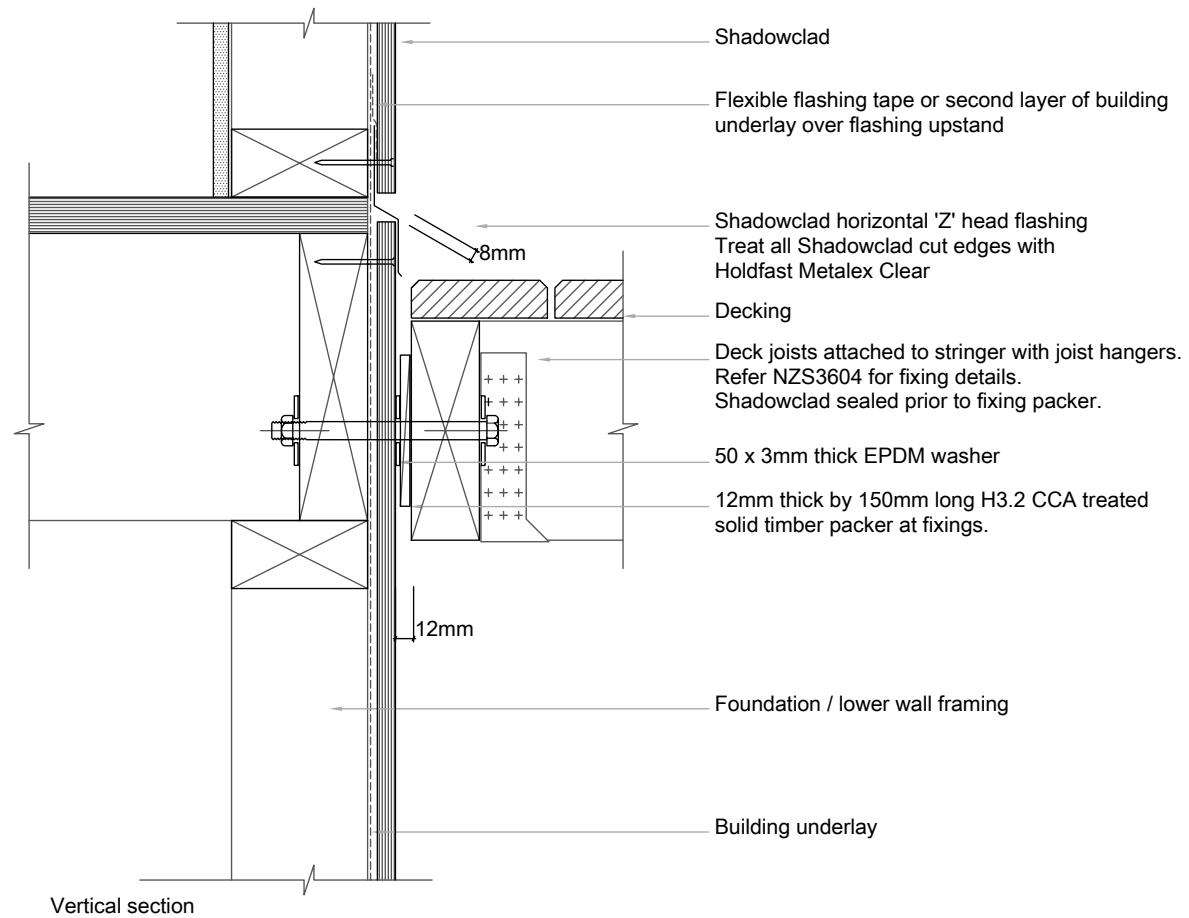 Shadowclad
Flexible flashing tape or second layer of building
underlay over flashing upstand
Shadowclad horizontal 'Z' head flashing
Treat all Shadowclad cut edges with
Holdfast Metalex Clear
8mm
Decking
Deck joists attached to stringer with joist hangers.
Refer NZS3604 for fixing details.
Shadowclad sealed prior to fixing packer.
50 x 3mm thick EPDM washer
12mm thick by 150mm long H3.2 CCA treated
solid timber packer at fixings.
12mm
Foundation / lower wall framing
Building underlay
Vertical section